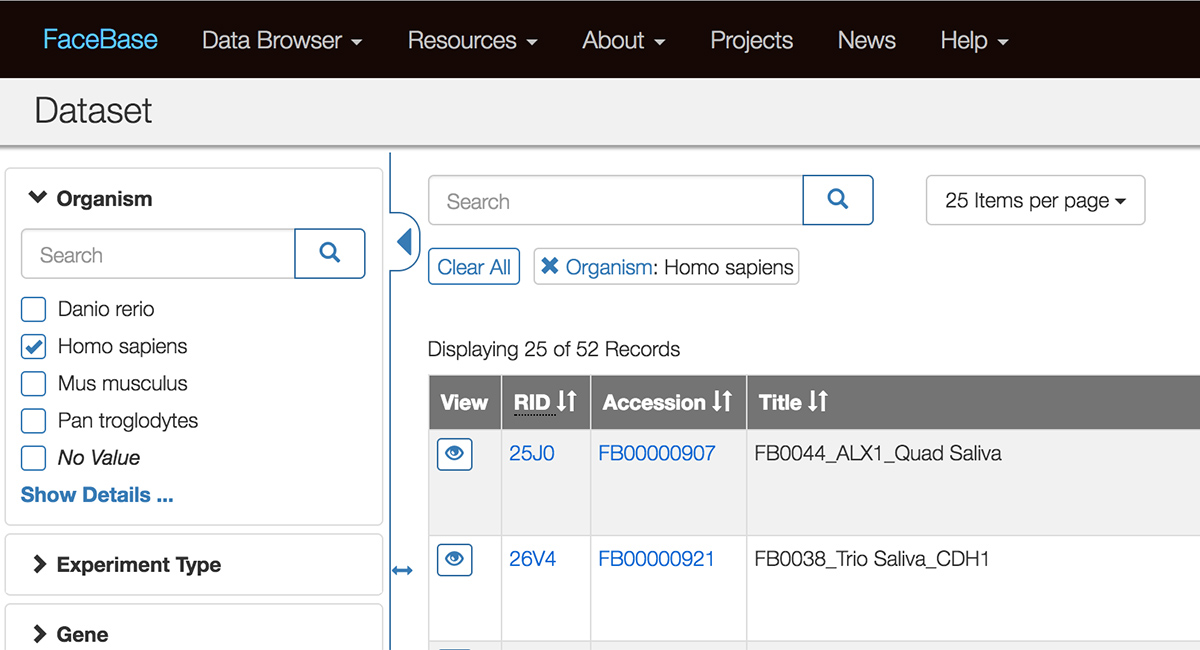 FaceBase Data Browser Resources About Projects News Help
Dataset
Organism
Search
Danio rerio
Homo sapiens
Mus musculus
Pan troglodytes
No Value
Show Details ...
Experiment Type
Gene
Search
25 Items per page
Clear All Organism: Homo sapiens
Displaying 25 of 52 Records
View RID Accession Title
25J0 FB00000907 FB0044_ALX1_Quad Saliva
26V4 FB00000921 FB0038_Trio Saliva_CDH1